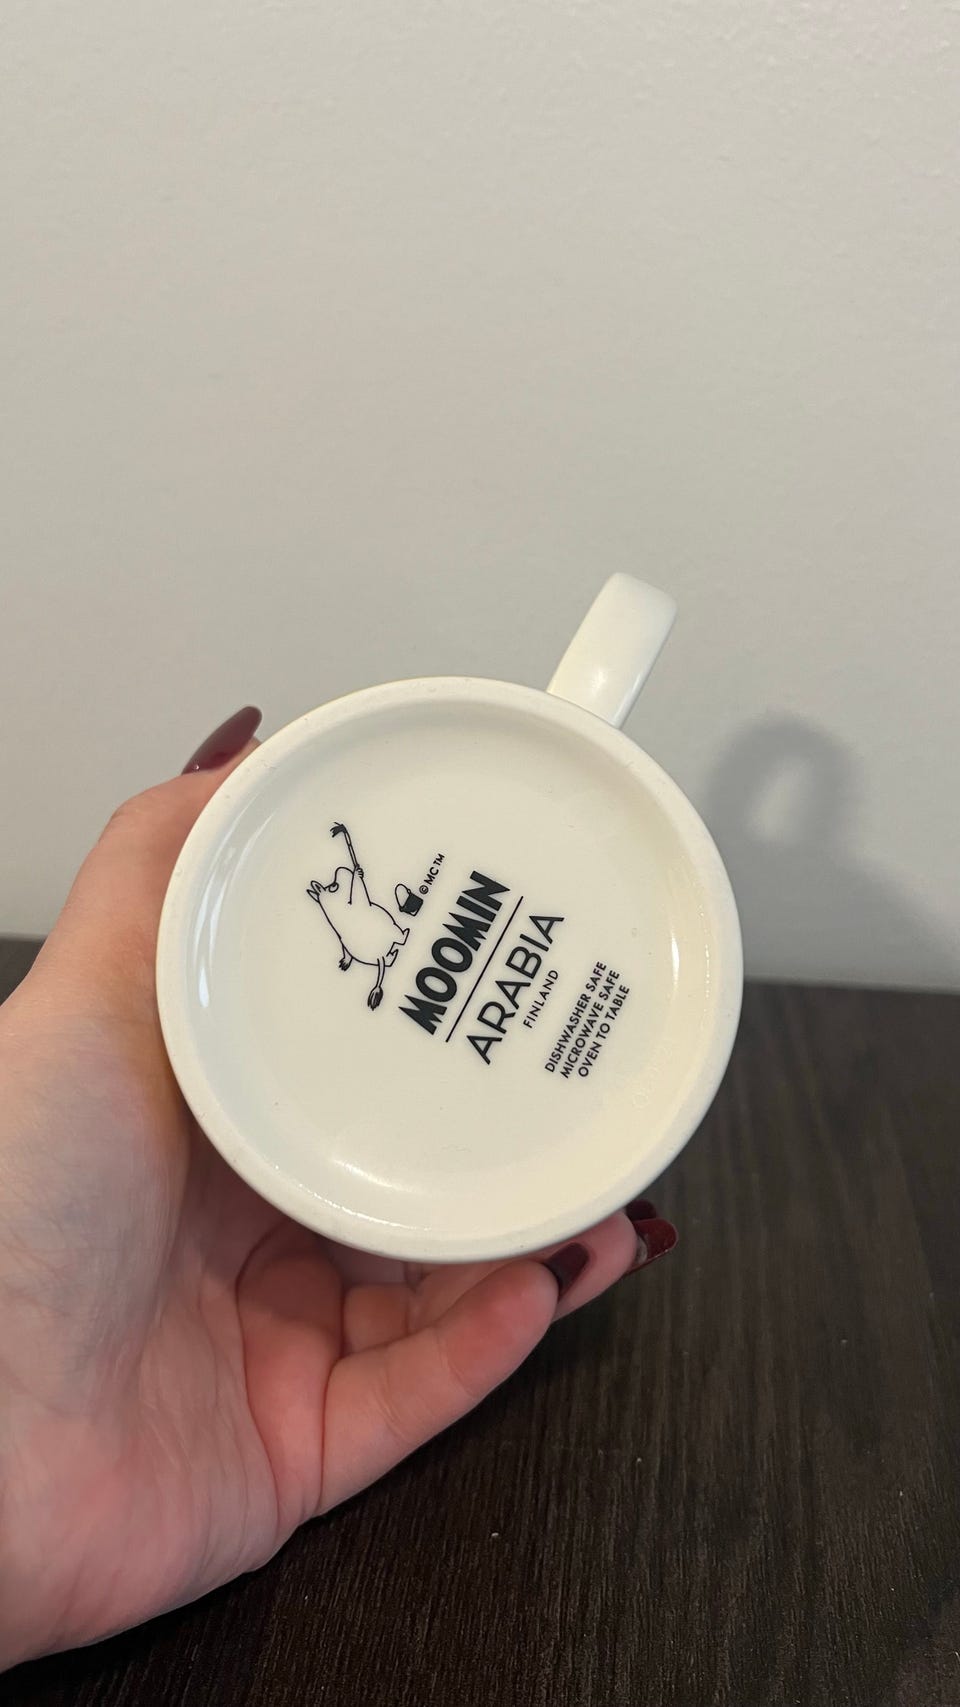 ©MC™
MOOMIN
ARABIA
FINLAND
DISHWASHER SAFE
MICROWAVE SAFE
OVEN TO TABLE